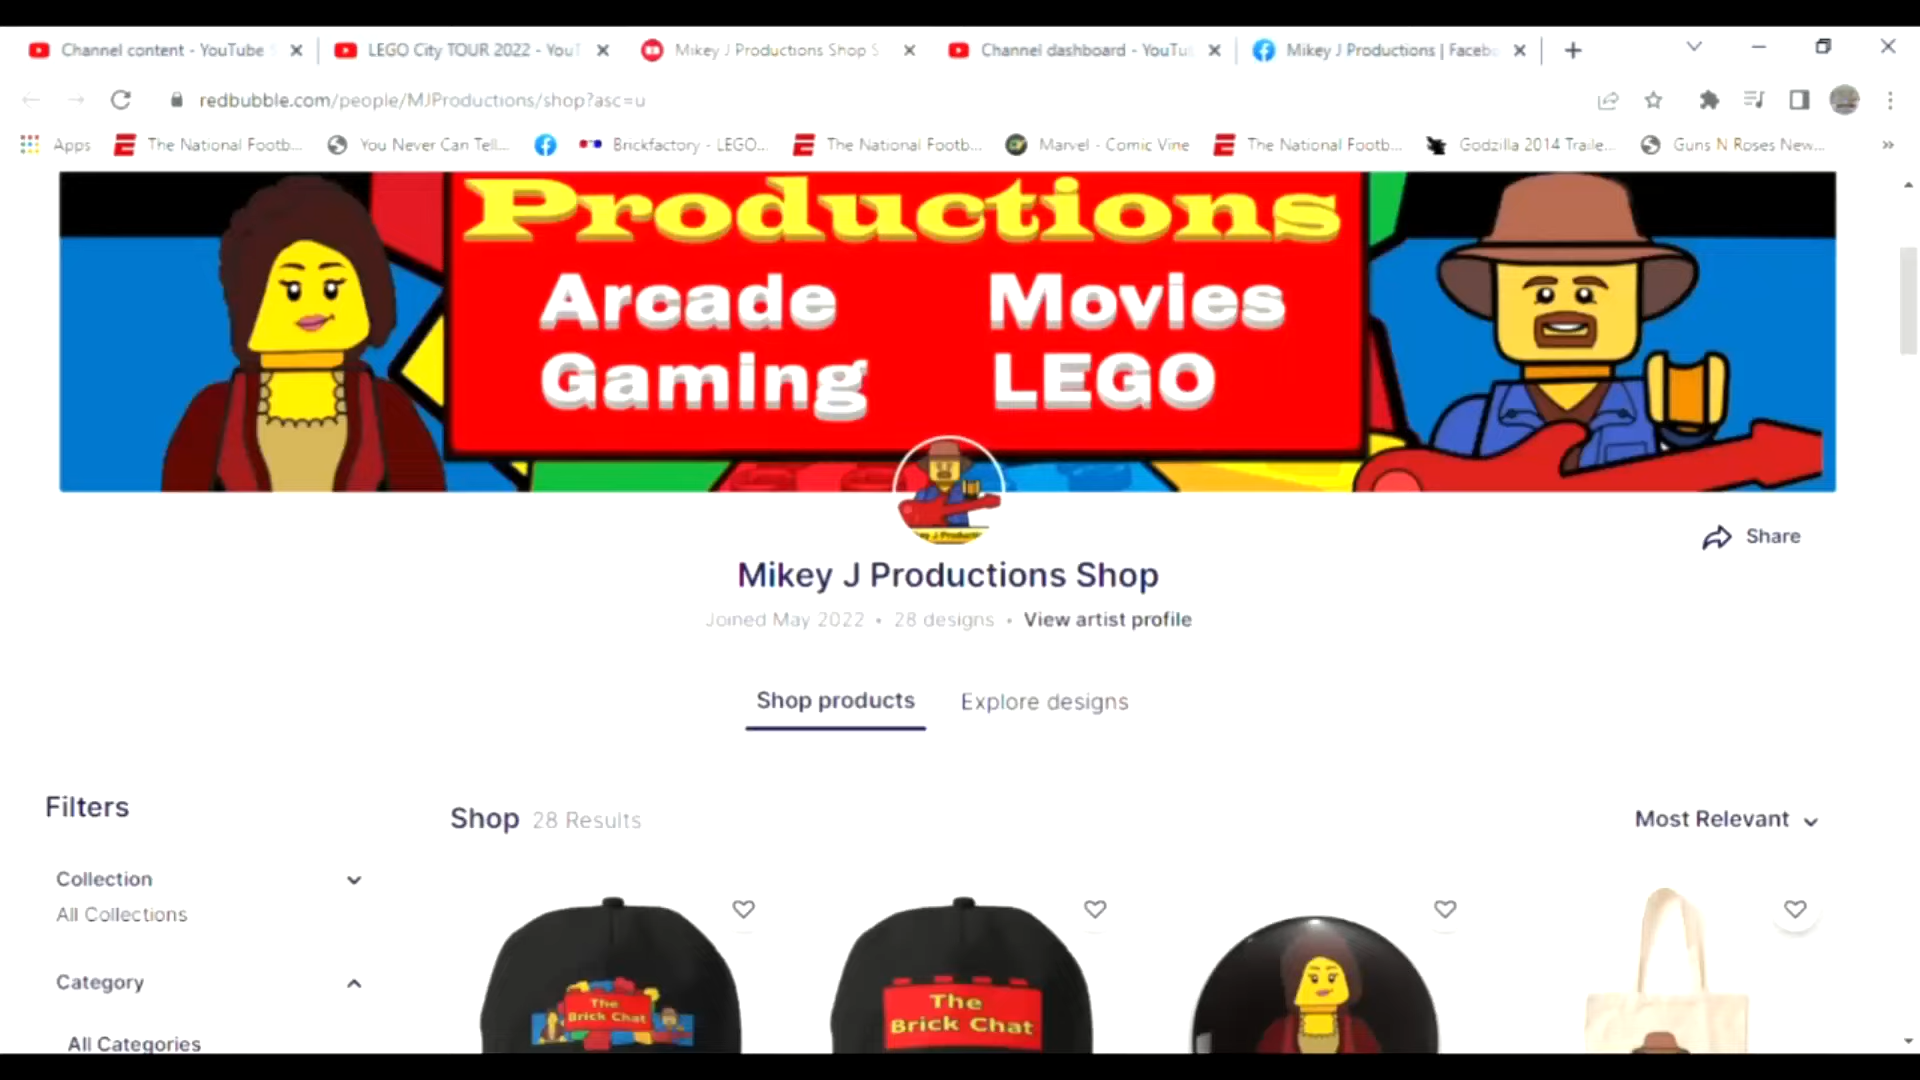 Channel content - YouTube
LEGO City TOUR 2022 - YouT
Mikey J Productions Shop S
Channel dashboard - YouTu
Mikey J Productions | Facebo
redbubble.com/people/MJProductions/shop?asc=u
Apps
The National Footb...
You Never Can Tell...
Brickfactory - LEGO...
The National Footb...
Marvel - Comic Vine
The National Footb...
Godzilla 2014 Traile...
Guns N Roses New...
Productions
Arcade Movies
Gaming LEGO
Share
Mikey J Productions Shop
Joined May 2022 • 28 designs • View artist profile
Shop products
Explore designs
Filters
Shop 28 Results
Most Relevant
Collection
All Collections
Category
All Categories
The
Brick Chat
The
Brick Chat